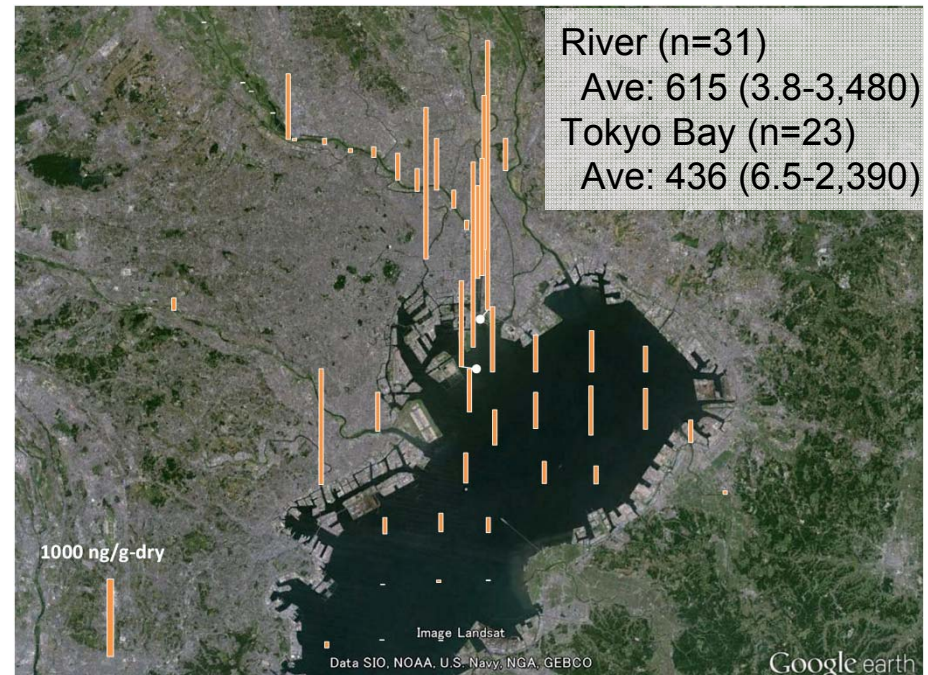 River (n=31)
Ave: 615 (3.8-3,480)
Tokyo Bay (n=23)
Ave: 436 (6.5-2,390)
1000 ng/g-dry
Image Landsat
Data SIO, NOAA, U.S. Navy, NGA, GEBCO
Google earth